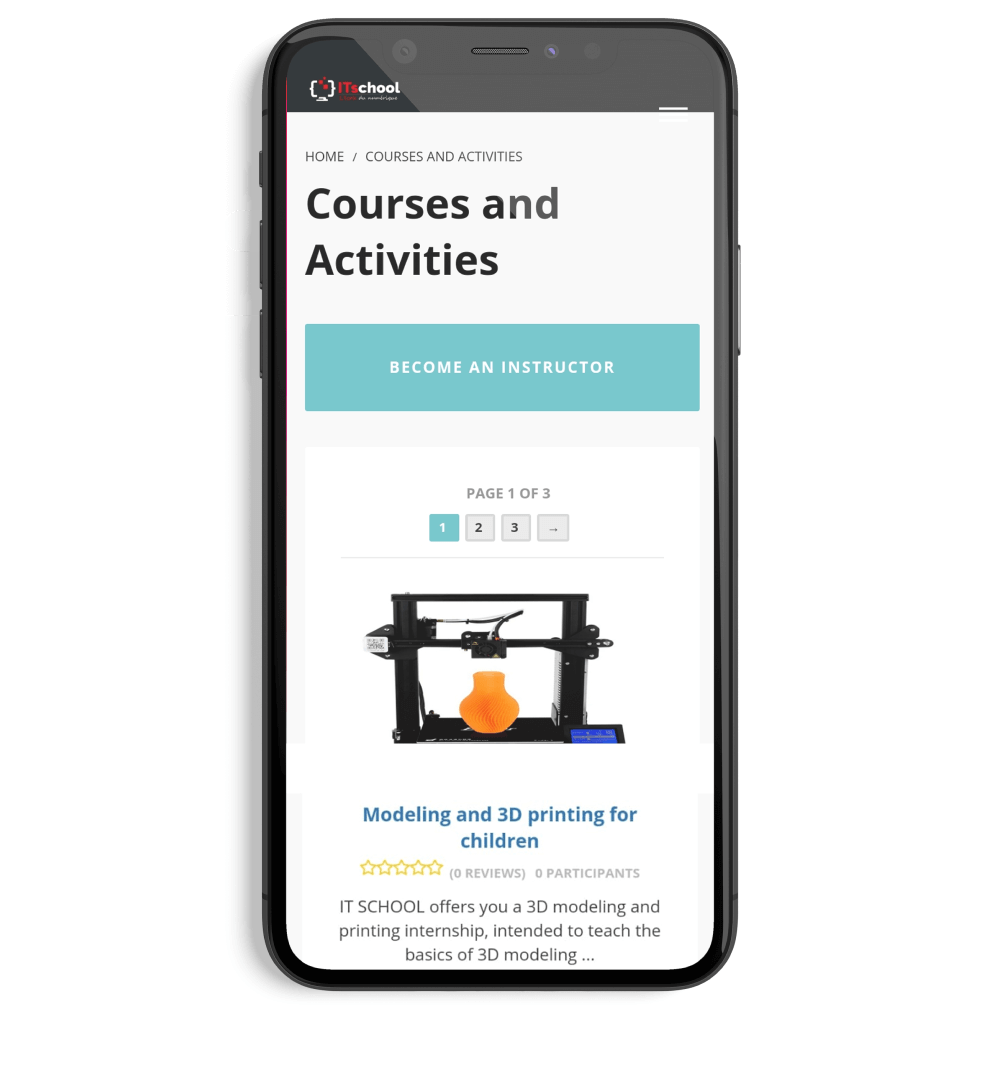 ITschool
du numérique
HOME / COURSES AND ACTIVITIES
Courses and
Activities
BECOME AN INSTRUCTOR
PAGE 1 OF 3
1 2 3 →
Modeling and 3D printing for
children
(0 REVIEWS) 0 PARTICIPANTS
IT SCHOOL offers you a 3D modeling and
printing internship, intended to teach the
basics of 3D modeling ...